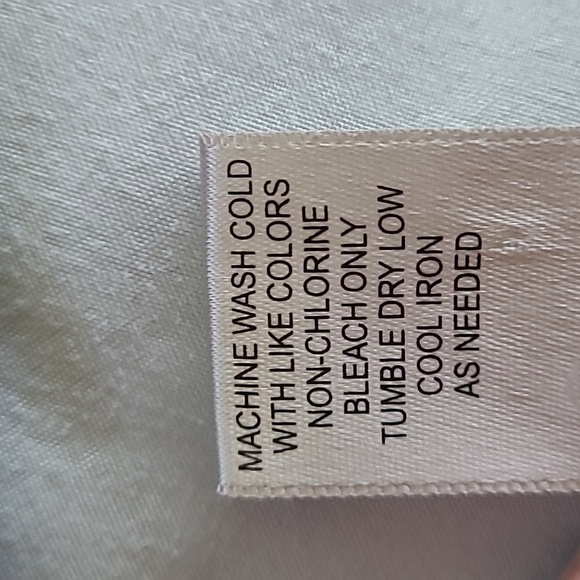 MACHINE WASH COLD
WITH LIKE COLORS
NON-CHLORINE
BLEACH ONLY
TUMBLE DRY LOW
COOL IRON
AS NEEDED